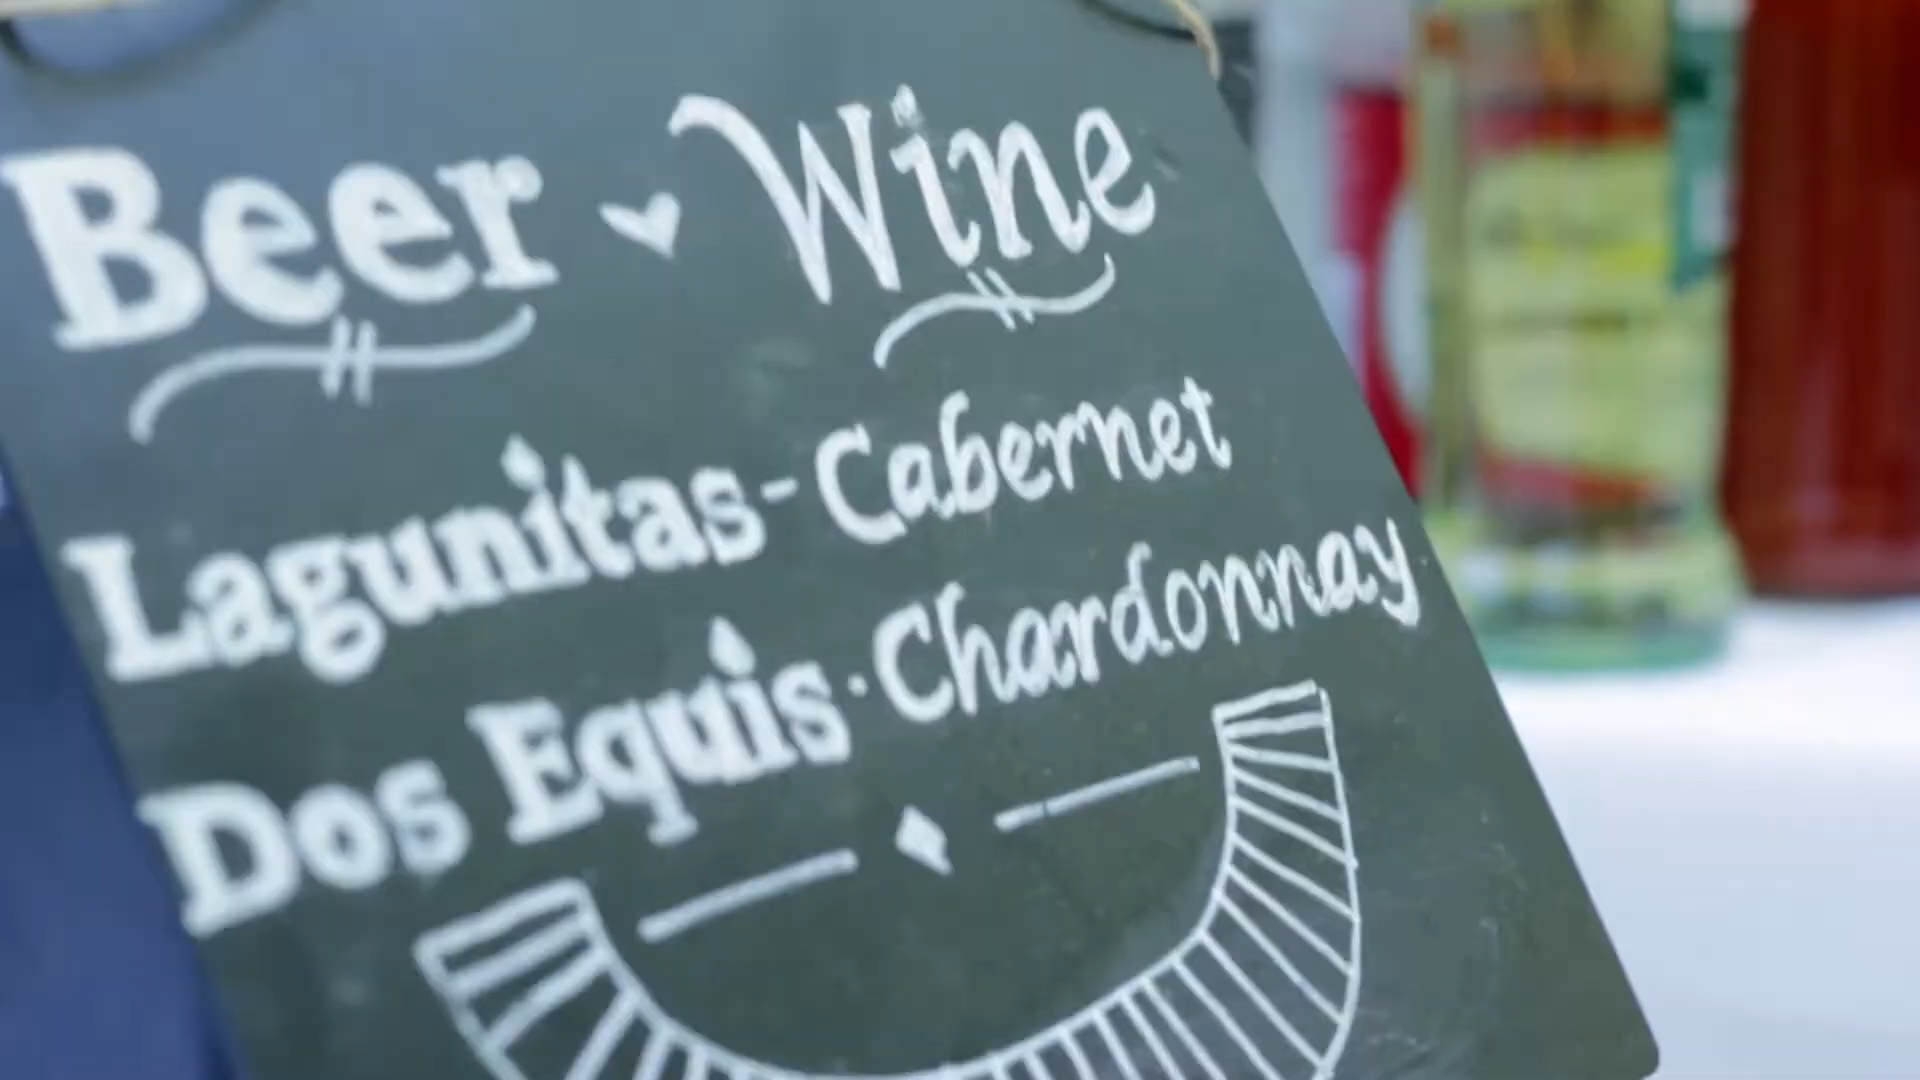 Beer Wine
Lagunitas - Cabernet
Dos Equis · Chardonnay